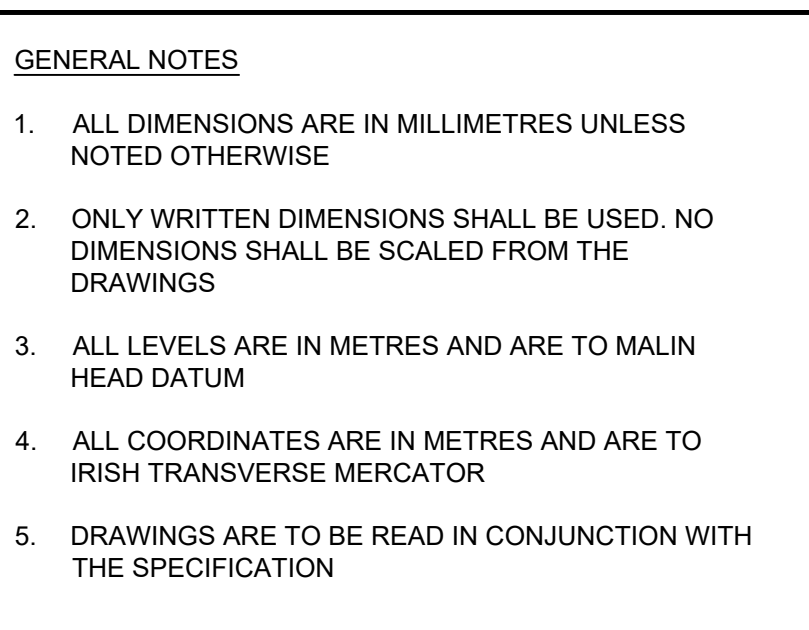 GENERAL NOTES
1. ALL DIMENSIONS ARE IN MILLIMETRES UNLESS
NOTED OTHERWISE
2. ONLY WRITTEN DIMENSIONS SHALL BE USED. NO
DIMENSIONS SHALL BE SCALED FROM THE
DRAWINGS
3. ALL LEVELS ARE IN METRES AND ARE TO MALIN
HEAD DATUM
4. ALL COORDINATES ARE IN METRES AND ARE TO
IRISH TRANSVERSE MERCATOR
5. DRAWINGS ARE TO BE READ IN CONJUNCTION WITH
THE SPECIFICATION